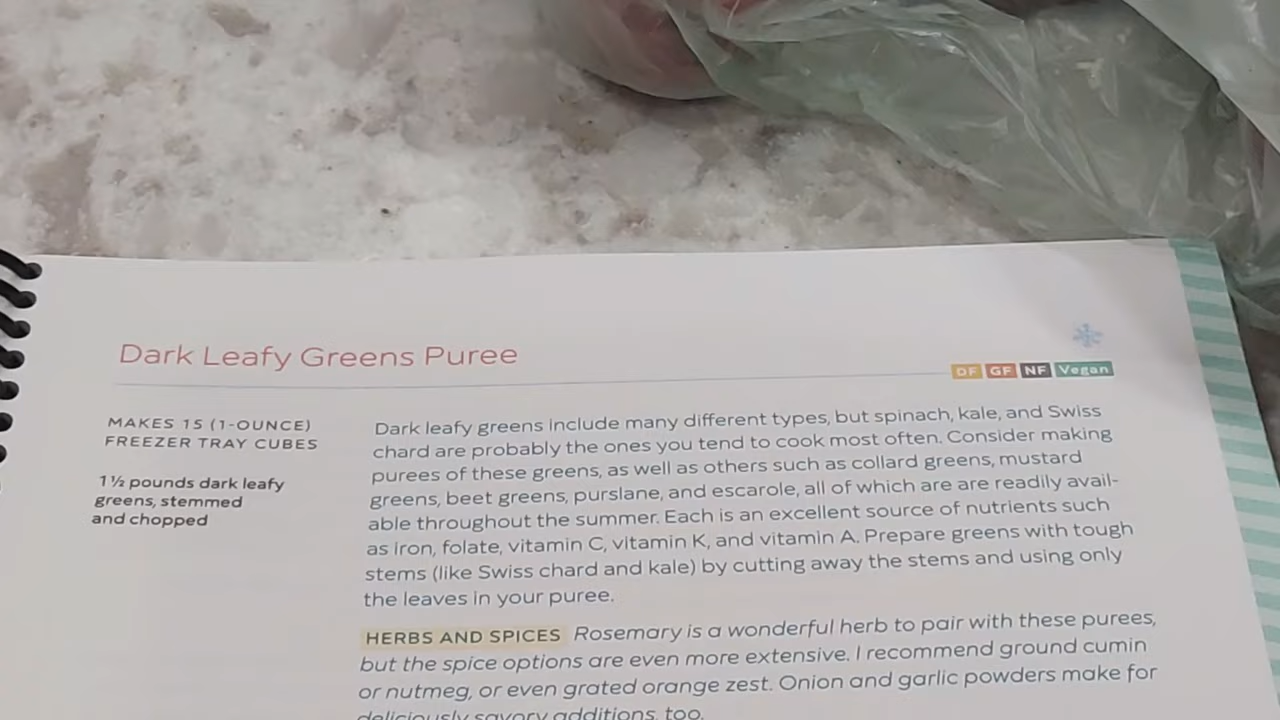 Dark Leafy Greens Puree
DF GF NF Vegan
MAKES 15 (1-OUNCE)
FREEZER TRAY CUBES
1 ½ pounds dark leafy
greens, stemmed
and chopped
Dark leafy greens include many different types, but spinach, kale, and Swiss
chard are probably the ones you tend to cook most often. Consider making
purees of these greens, as well as others such as collard greens, mustard
greens, beet greens, purslane, and escarole, all of which are are readily avail-
able throughout the summer. Each is an excellent source of nutrients such
as iron, folate, vitamin C, vitamin K, and vitamin A. Prepare greens with tough
stems (like Swiss chard and kale) by cutting away the stems and using only
the leaves in your puree.
HERBS AND SPICES Rosemary is a wonderful herb to pair with these purees,
but the spice options are even more extensive. I recommend ground cumin
or nutmeg, or even grated orange zest. Onion and garlic powders make for
deliciously savory additions, too.